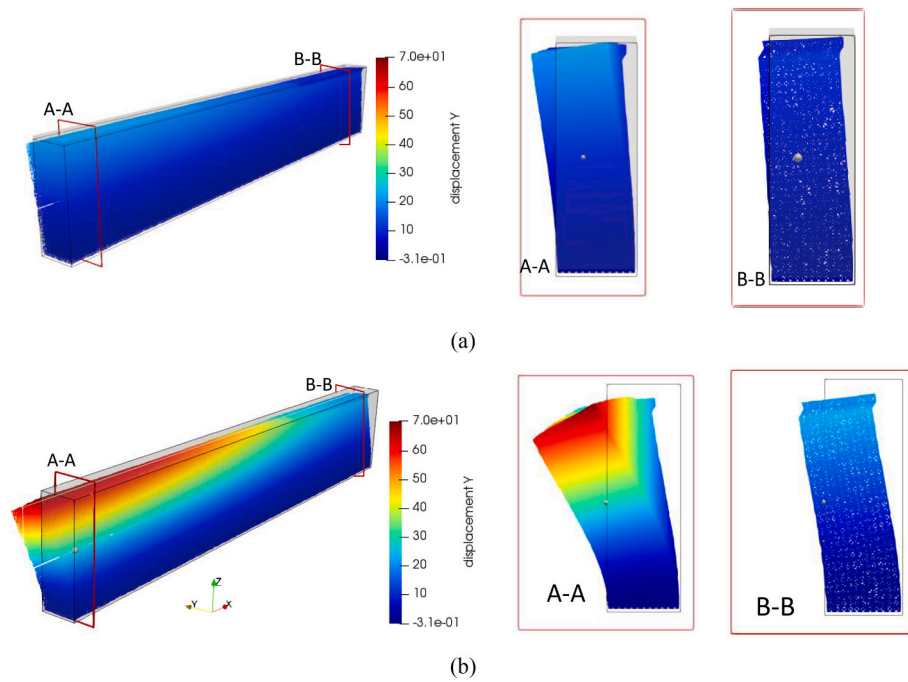 B-B
A-A
7.0e+01
60
50
40
30
20
10
-3.1e-01
displacement Y
A-A
B-B
(a)
B-B
A-A
7.0e+01
60
50
40
30
20
10
-3.1e-01
displacement Y
Z
Y
X
A-A
B-B
(b)